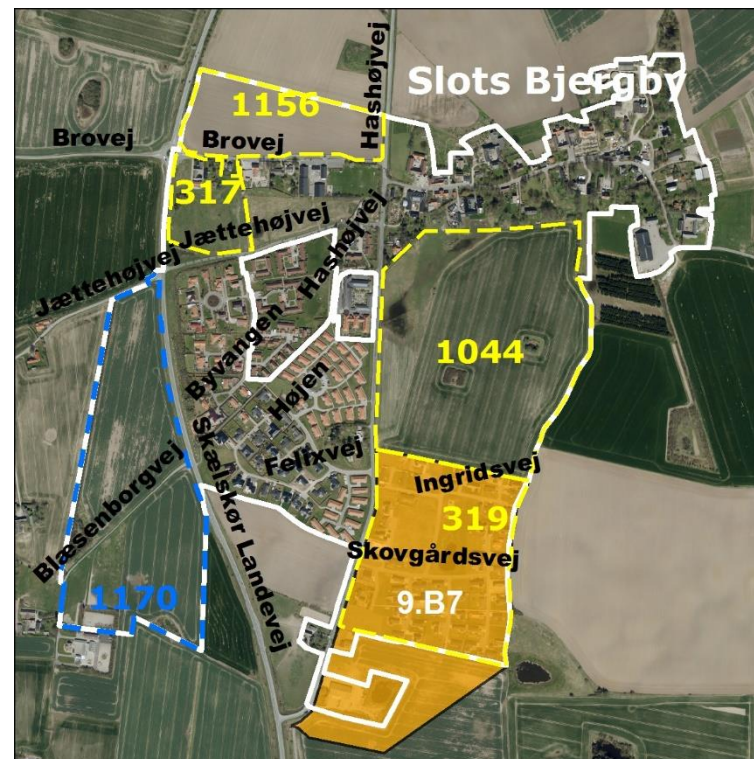 Slots Bjergby
1156
Hashøjvej
Brovej
Brovej
317
Jættehøjvej
Jættehøjvej
Hashøjvej
1044
Byvangen
Højen
Felixvej
Ingridsvej
319
Skælskør Landevej
Blæsenborgvej
Skovgårdsvej
1170
9.B7